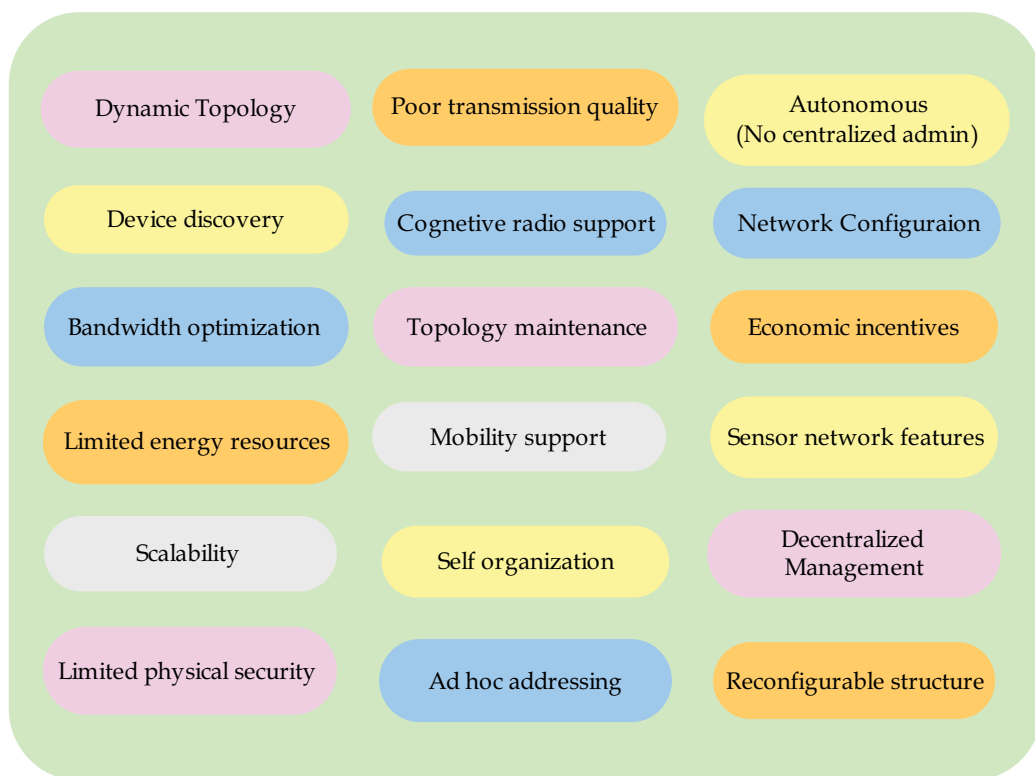 Dynamic Topology
Poor transmission quality
Autonomous
(No centralized admin)
Device discovery
Cognetive radio support
Network Configuraion
Bandwidth optimization
Topology maintenance
Economic incentives
Limited energy resources
Mobility support
Sensor network features
Scalability
Self organization
Decentralized
Management
Limited physical security
Ad hoc addressing
Reconfigurable structure